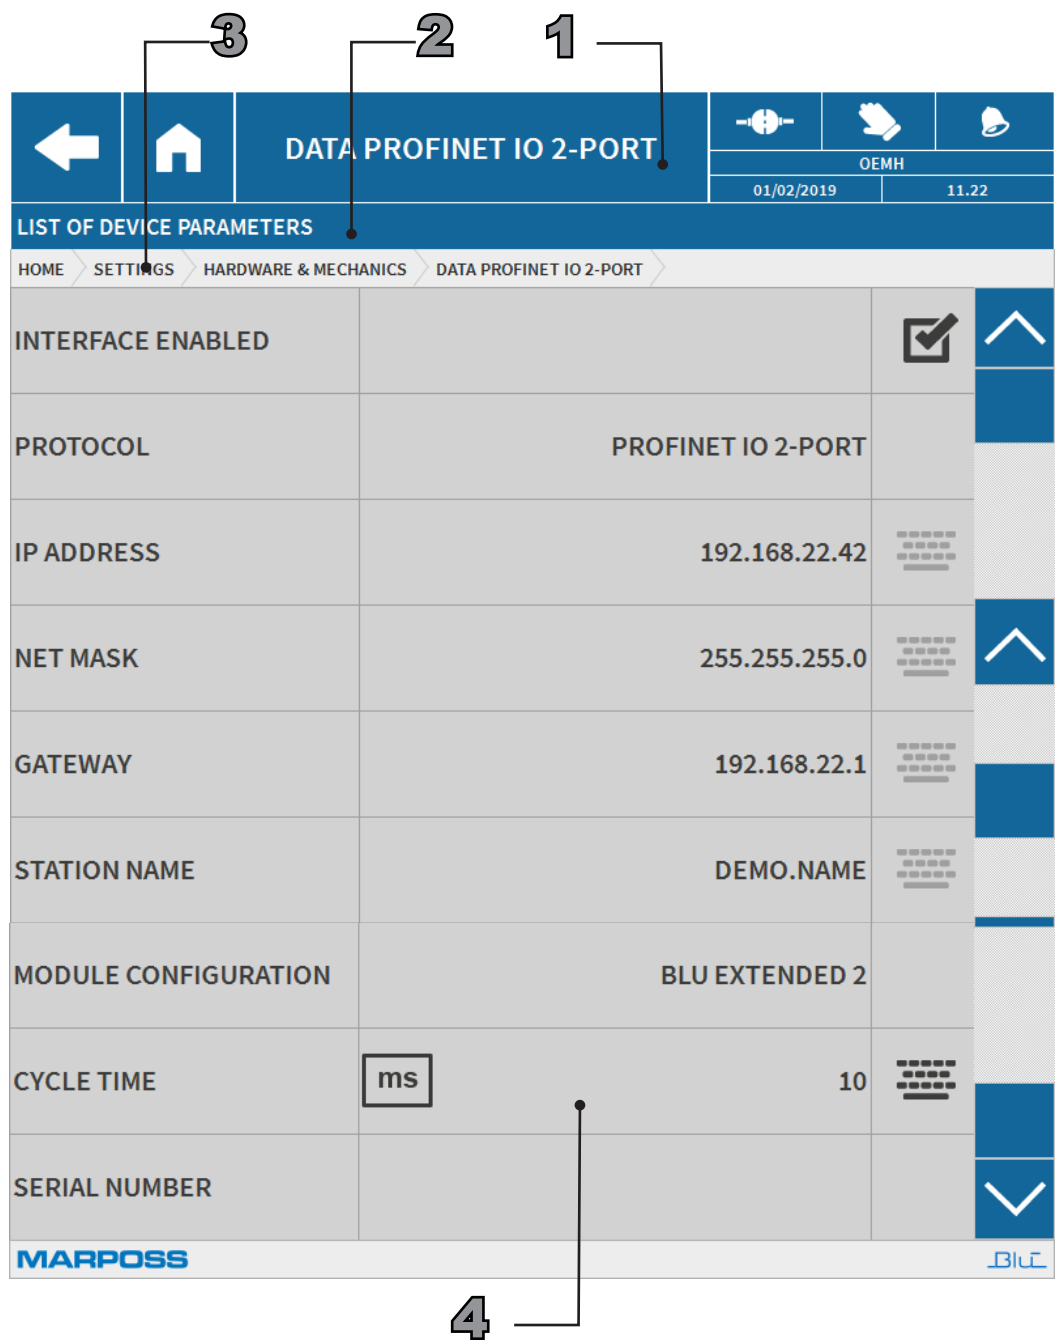 3 2 1
DATA PROFINET IO 2-PORT
OEMH
01/02/2019 11.22
LIST OF DEVICE PARAMETERS
HOME SETTINGS HARDWARE & MECHANICS DATA PROFINET IO 2-PORT
INTERFACE ENABLED
PROTOCOL PROFINET IO 2-PORT
IP ADDRESS 192.168.22.42
NET MASK 255.255.255.0
GATEWAY 192.168.22.1
STATION NAME DEMO.NAME
MODULE CONFIGURATION BLU EXTENDED 2
CYCLE TIME ms 10
SERIAL NUMBER
MARPOSS Blu
4